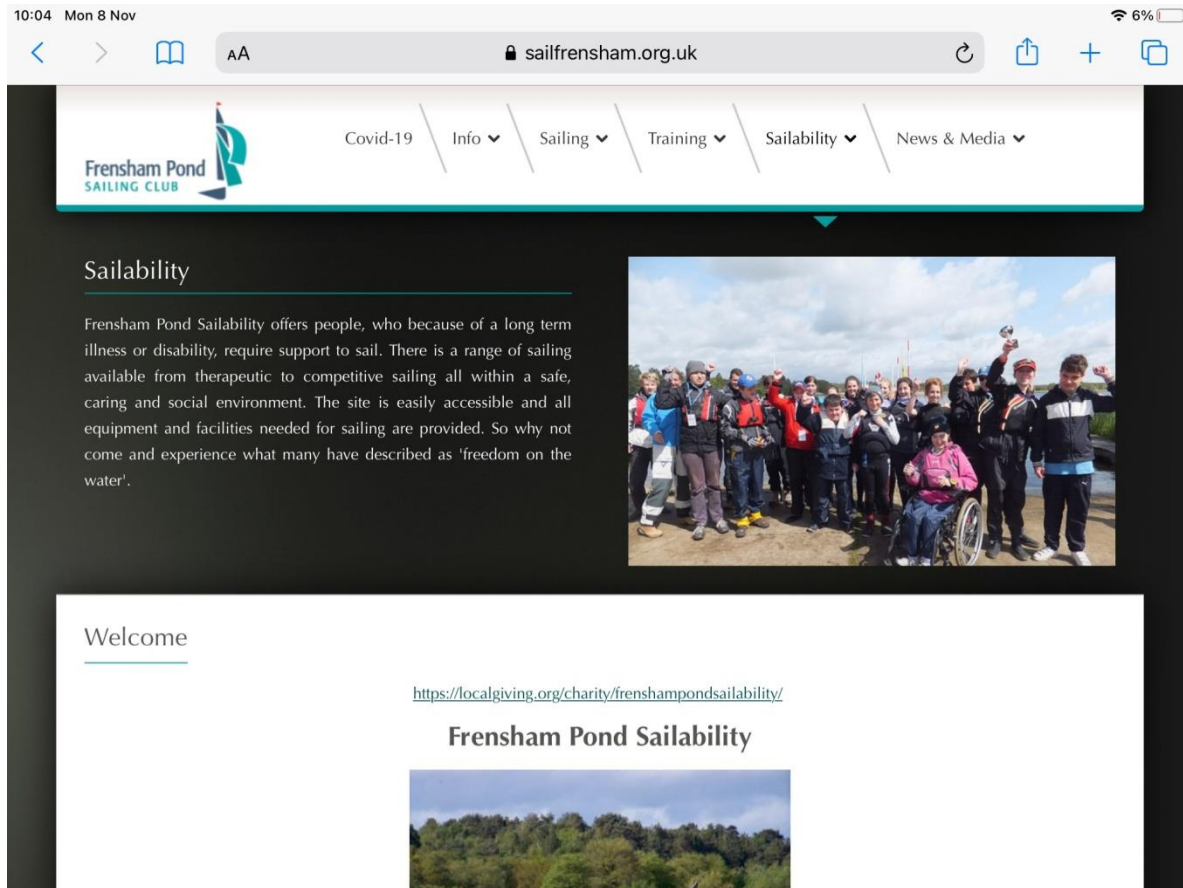 10:04 Mon 8 Nov
6%
AA
sailfrensham.org.uk
Frensham Pond
SAILING CLUB
Covid-19
Info
Sailing
Training
Sailability
News & Media
Sailability
Frensham Pond Sailability offers people, who because of a long term
illness or disability, require support to sail. There is a range of sailing
available from therapeutic to competitive sailing all within a safe,
caring and social environment. The site is easily accessible and all
equipment and facilities needed for sailing are provided. So why not
come and experience what many have described as 'freedom on the
water'.
Welcome
https://localgiving.org/charity/frenshampondsailability/
Frensham Pond Sailability